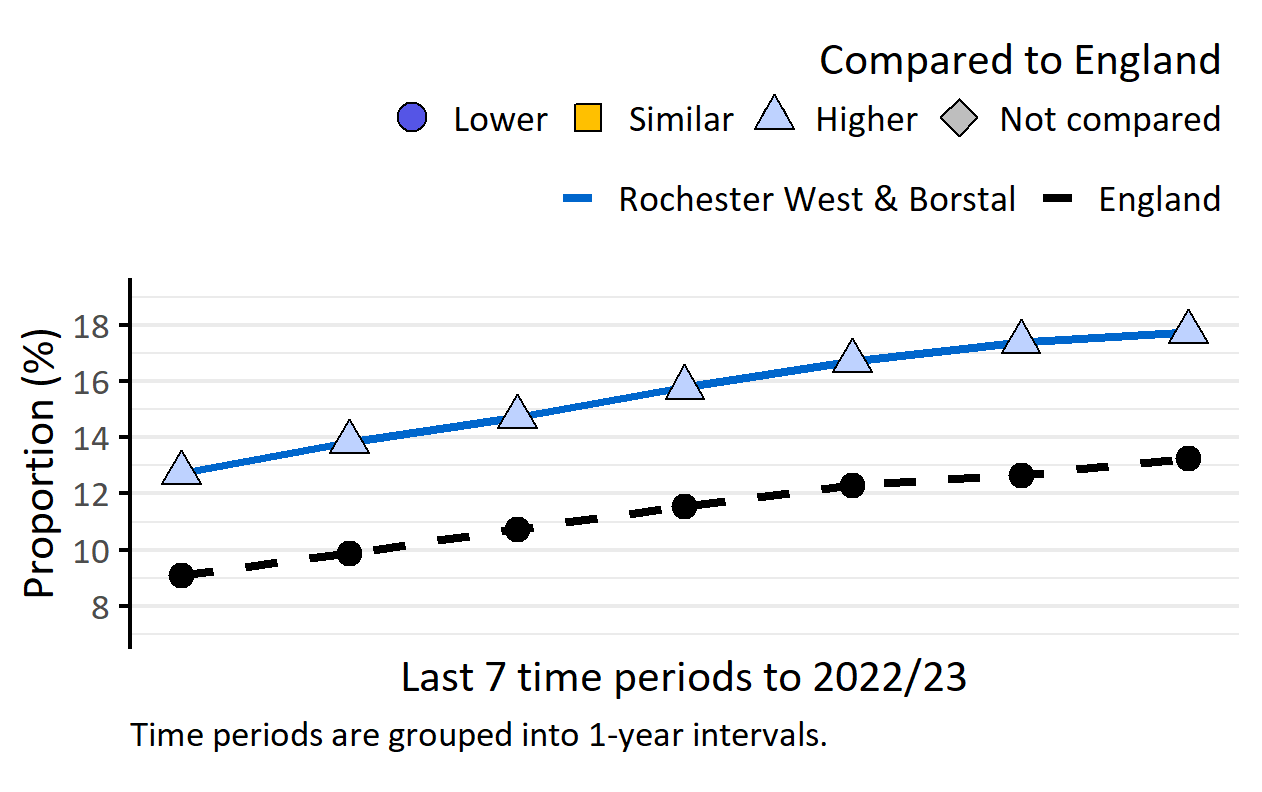 Compared to England
Lower Similar Higher Not compared
Rochester West & Borstal England
Proportion (%)
18
16
14
12
10
8
Last 7 time periods to 2022/23
Time periods are grouped into 1-year intervals.